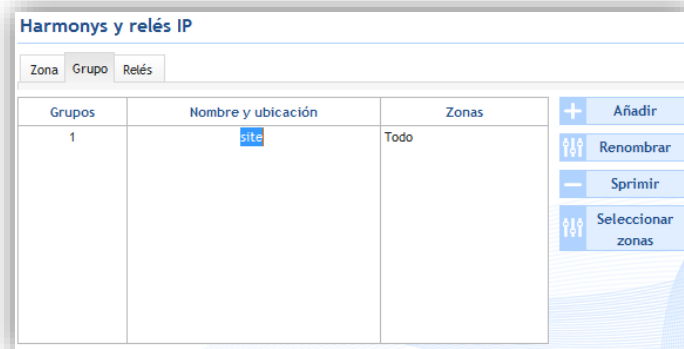 Harmonys y relés IP
Zona Grupo Relés
Grupos Nombre y ubicación Zonas
1 site Todo
Añadir
Renombrar
Sprimir
Seleccionar
zonas